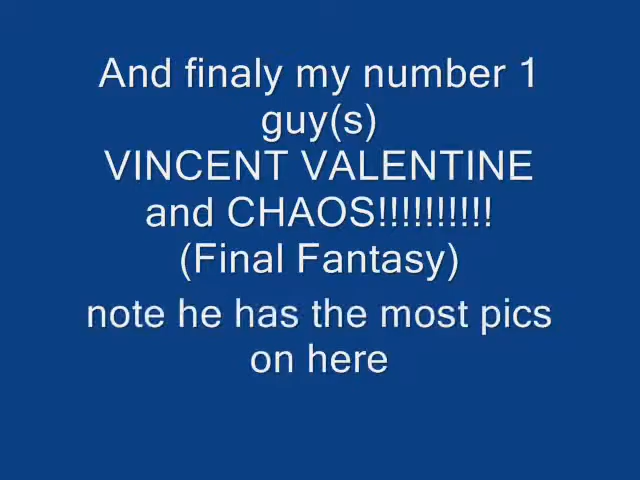 And finaly my number 1
guy(s)
VINCENT VALENTINE
and CHAOS!!!!!!!!!!
(Final Fantasy)
note he has the most pics
on here